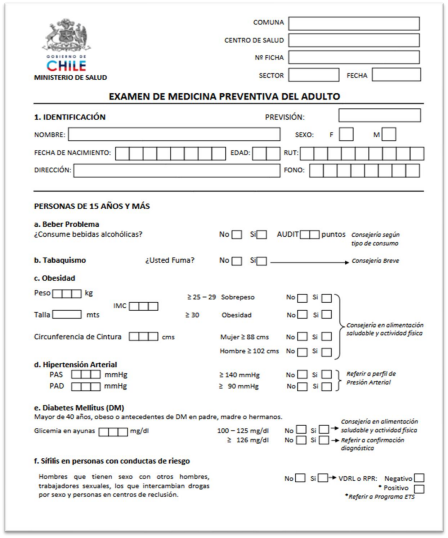 COMUNA
CENTRO DE SALUD
Nº FICHA
SECTOR FECHA
GOBIERNO DE
CHILE
MINISTERIO DE SALUD
EXAMEN DE MEDICINA PREVENTIVA DEL ADULTO
1. IDENTIFICACIÓN PREVISIÓN:
NOMBRE: SEXO: F M
FECHA DE NACIMIENTO: EDAD: RUT:
DIRECCIÓN: FONO:
PERSONAS DE 15 AÑOS Y MÁS
a. Beber Problema
¿Consume bebidas alcohólicas? No Si AUDIT puntos Consejería según
tipo de consumo
b. Tabaquismo ¿Usted Fuma? No Si Consejería Breve
c. Obesidad
Peso kg ≥ 25 – 29 Sobrepeso No Si
IMC
Talla mts ≥ 30 Obesidad No Si
Consejería en alimentación
saludable y actividad física
Circunferencia de Cintura cms Mujer ≥ 88 cms No Si
Hombre ≥ 102 cms No Si
d. Hipertensión Arterial
PAS mmHg ≥ 140 mmHg No Si Referir a perfil de
PAD mmHg ≥ 90 mmHg No Si Presión Arterial
e. Diabetes Mellitus (DM)
Mayor de 40 años, obeso o antecedentes de DM en padre, madre o hermanos.
Glicemia en ayunas mg/dl 100 – 125 mg/dl No Si Consejería en alimentación
saludable y actividad física
≥ 126 mg/dl No Si Referir a confirmación
diagnóstico
f. Sífilis en personas con conductas de riesgo
Hombres que tienen sexo con otros hombres, No Si VDRL o RPR: Negativo
trabajadores sexuales, los que intercambian drogas * Positivo
por sexo y personas en centros de reclusión. *Referir a Programa ETS